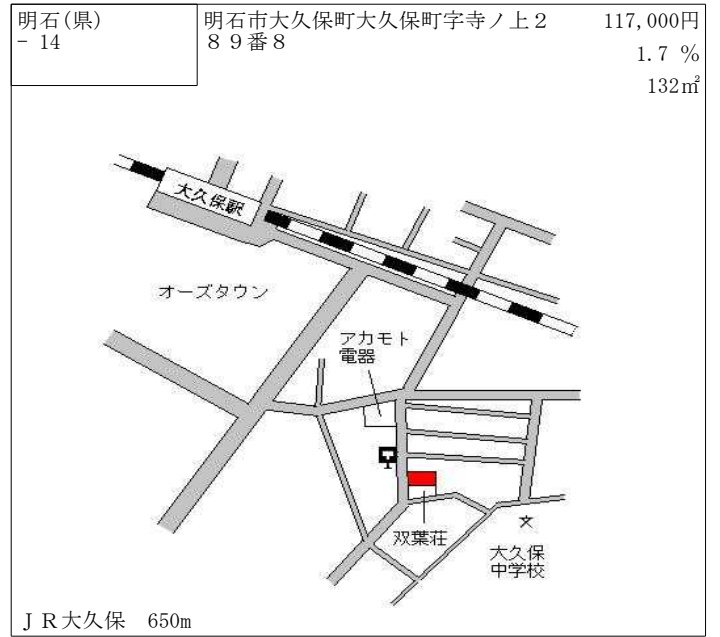 明石(県)
- 14
明石市大久保町大久保町字寺ノ上２
８９番８
117,000円
1.7 %
132㎡
大久保駅
オーズタウン
アカモト
電器
双葉荘
大久保
中学校
ＪＲ大久保 650m